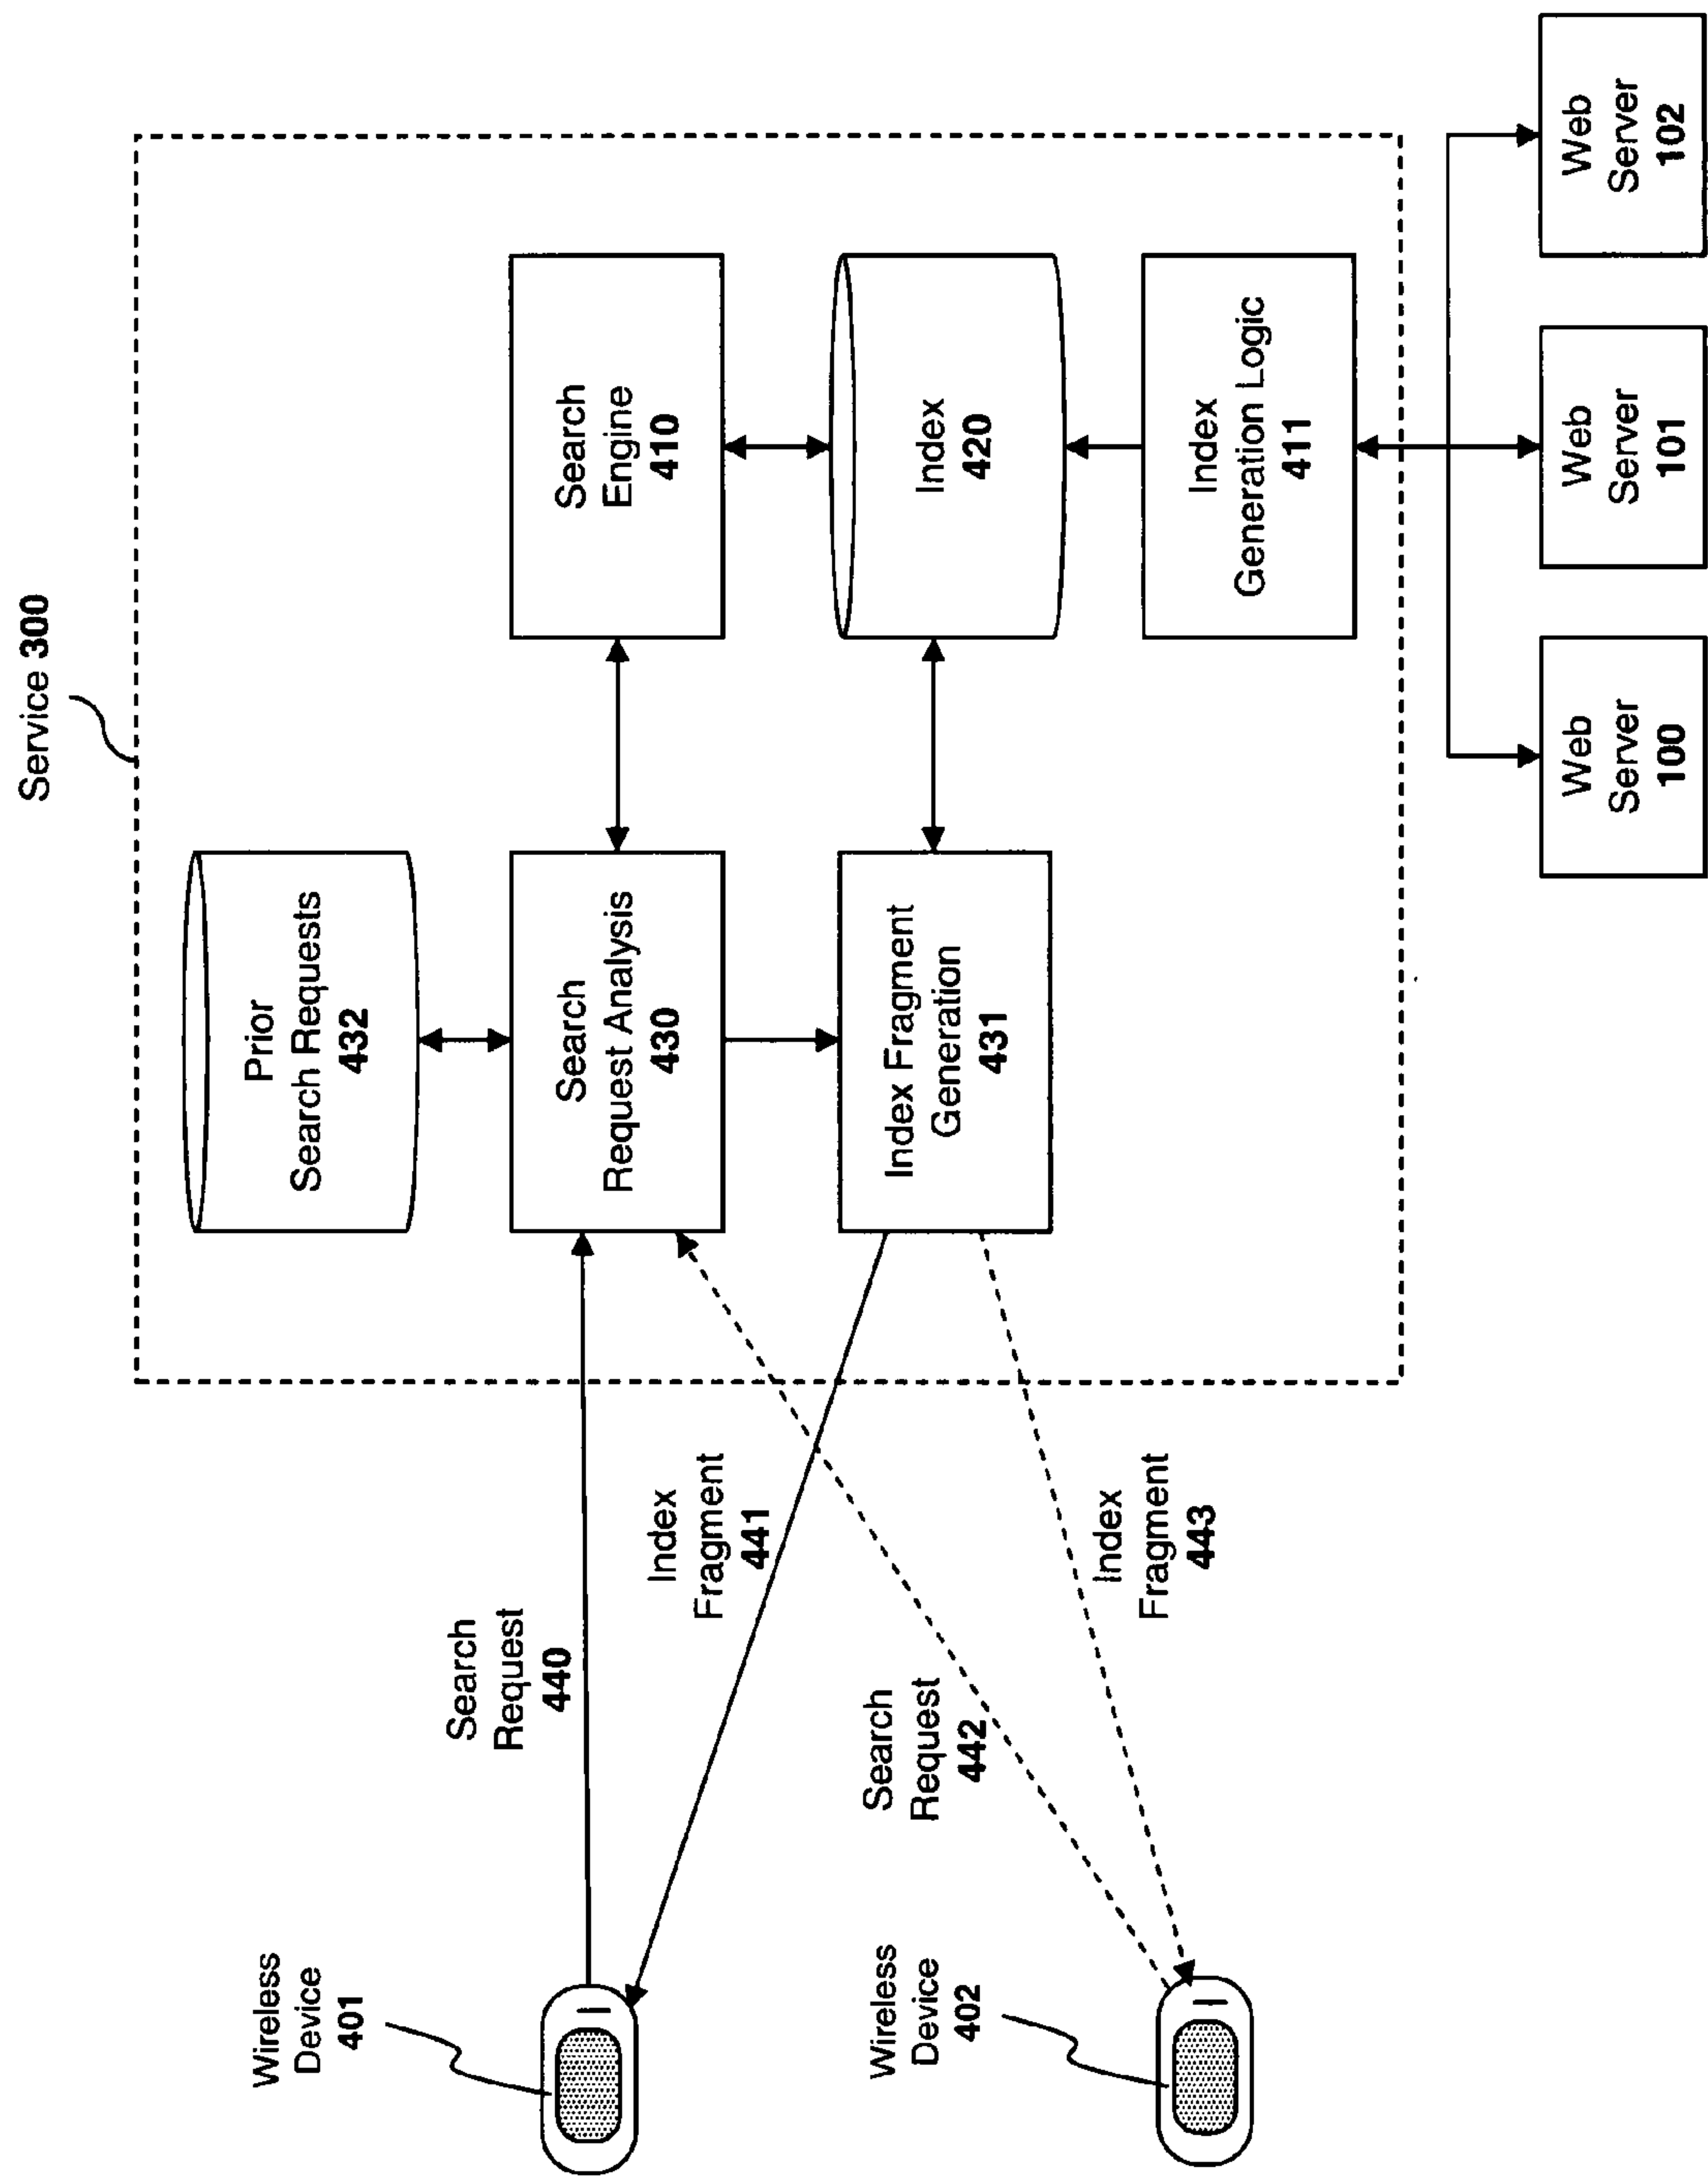 Service 300
Prior
Search Requests
432
Search
Request Analysis
430
Search
Engine
410
Index Fragment
Generation
431
Index
420
Index
Generation Logic
411
Wireless
Device
401
Search
Request
440
Index
Fragment
441
Wireless
Device
402
Search
Request
442
Index
Fragment
443
Web
Server
100
Web
Server
101
Web
Server
102